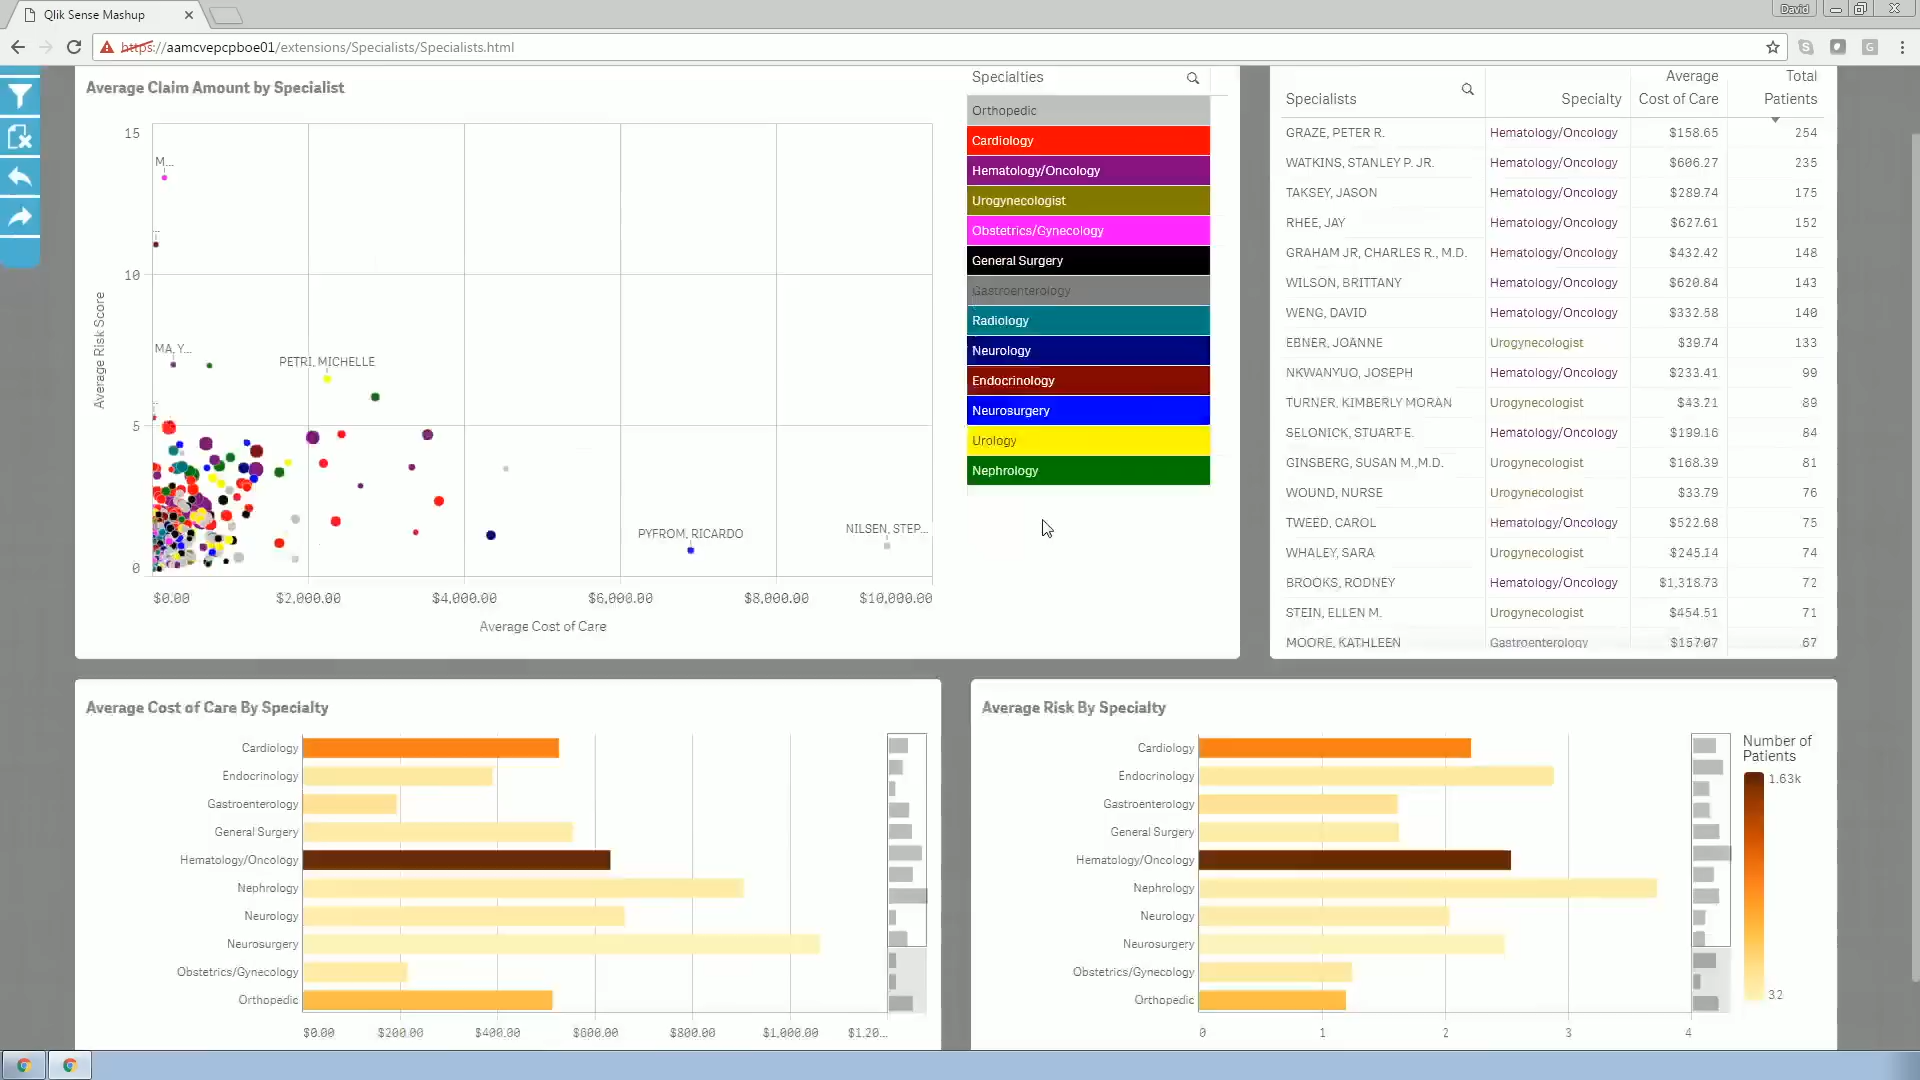 Qlik Sense Mashup
David
https://aamcvepcpboe01/extensions/Specialists/Specialists.html
Average Claim Amount by Specialist
15
10
5
0
Average Risk Score
M...
MA, Y...
PETRI, MICHELLE
PYFROM, RICARDO
NILSEN, STEP...
$0.00 $2,000.00 $4,000.00 $6,000.00 $8,000.00 $10,000.00
Average Cost of Care
Specialties
Orthopedic
Cardiology
Hematology/Oncology
Urogynecologist
Obstetrics/Gynecology
General Surgery
Gastroenterology
Radiology
Neurology
Endocrinology
Neurosurgery
Urology
Nephrology
Specialists Specialty Average Cost of Care Total Patients
GRAZE, PETER R. Hematology/Oncology $158.65 254
WATKINS, STANLEY P. JR. Hematology/Oncology $606.27 235
TAKSEY, JASON Hematology/Oncology $289.74 175
RHEE, JAY Hematology/Oncology $627.61 152
GRAHAM JR, CHARLES R., M.D. Hematology/Oncology $432.42 148
WILSON, BRITTANY Hematology/Oncology $620.84 143
WENG, DAVID Hematology/Oncology $332.58 140
EBNER, JOANNE Urogynecologist $39.74 133
NKWANYUO, JOSEPH Hematology/Oncology $233.41 99
TURNER, KIMBERLY MORAN Urogynecologist $43.21 89
SELONICK, STUART E. Hematology/Oncology $199.16 84
GINSBERG, SUSAN M.,M.D. Urogynecologist $168.39 81
WOUND, NURSE Urogynecologist $33.79 76
TWEED, CAROL Hematology/Oncology $522.68 75
WHALEY, SARA Urogynecologist $245.14 74
BROOKS, RODNEY Hematology/Oncology $1,318.73 72
STEIN, ELLEN M. Urogynecologist $454.51 71
MOORE, KATHLEEN Gastroenterology $157.07 67
Average Cost of Care By Specialty
Cardiology
Endocrinology
Gastroenterology
General Surgery
Hematology/Oncology
Nephrology
Neurology
Neurosurgery
Obstetrics/Gynecology
Orthopedic
$0.00 $200.00 $400.00 $600.00 $800.00 $1,000.00 $1,20...
Average Risk By Specialty
Cardiology
Endocrinology
Gastroenterology
General Surgery
Hematology/Oncology
Nephrology
Neurology
Neurosurgery
Obstetrics/Gynecology
Orthopedic
0 1 2 3 4
Number of
Patients
1.63k
32